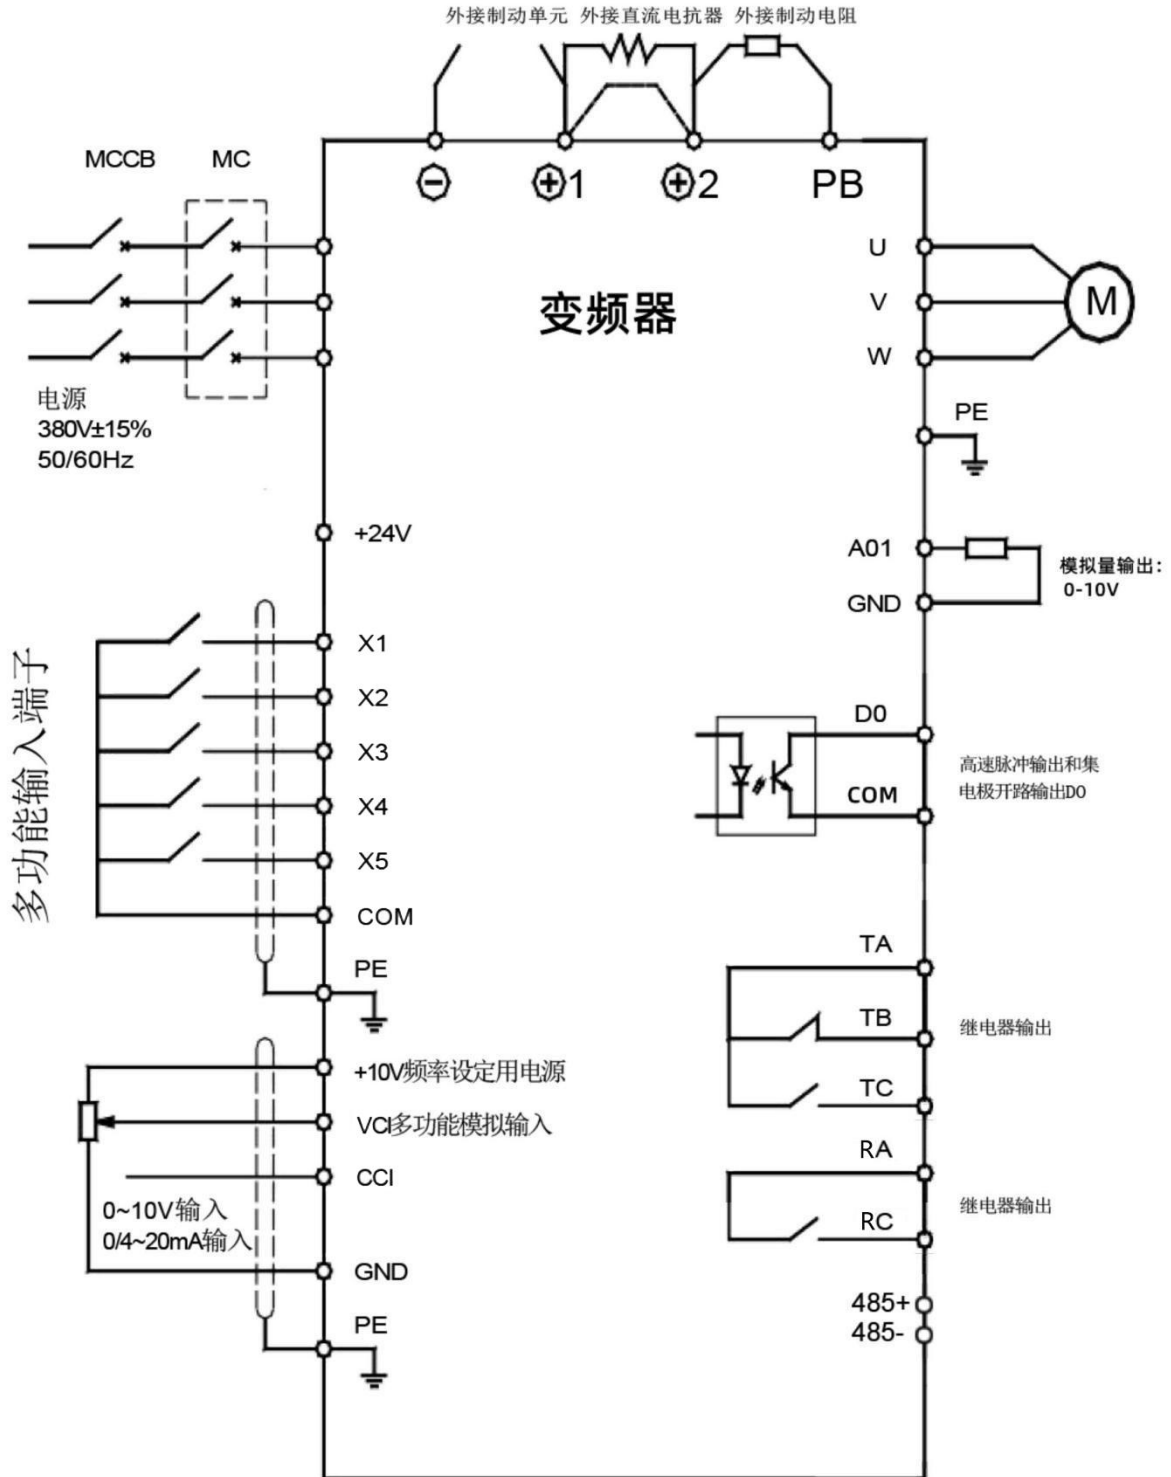 外接制动单元 外接直流电抗器 外接制动电阻
MCCB MC
⊖ ⊕1 ⊕2 PB
变频器
U
V
W
M
电源
380V±15%
50/60Hz
PE
+24V
A01
GND
模拟量输出:
0-10V
多功能输入端子
X1
X2
X3
X4
X5
COM
PE
D0
COM
高速脉冲输出和集
电极开路输出DO
TA
TB
TC
继电器输出
+10V频率设定用电源
VCI多功能模拟输入
CCI
0~10V输入
0/4~20mA输入
GND
PE
RA
RC
继电器输出
485+
485-